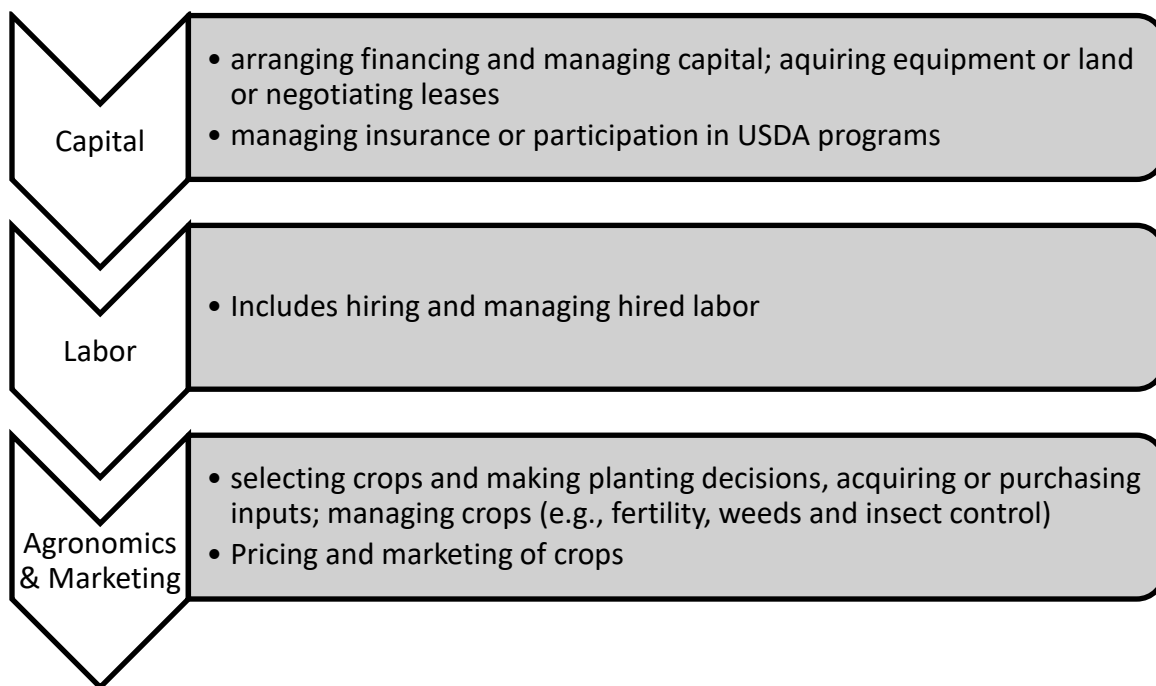 Capital
• arranging financing and managing capital; aquiring equipment or land
or negotiating leases
• managing insurance or participation in USDA programs
Labor
• Includes hiring and managing hired labor
Agronomics
& Marketing
• selecting crops and making planting decisions, acquiring or purchasing
inputs; managing crops (e.g., fertility, weeds and insect control)
• Pricing and marketing of crops